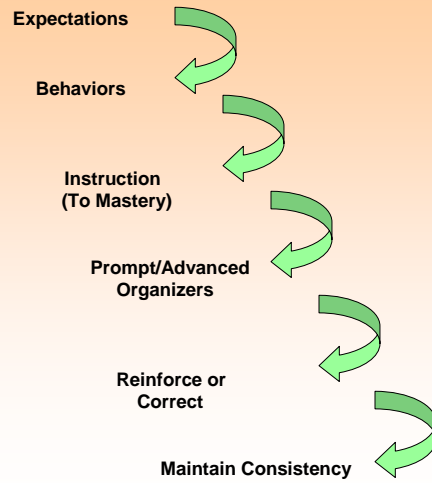 Expectations
Behaviors
Instruction
(To Mastery)
Prompt/Advanced
Organizers
Reinforce or
Correct
Maintain Consistency